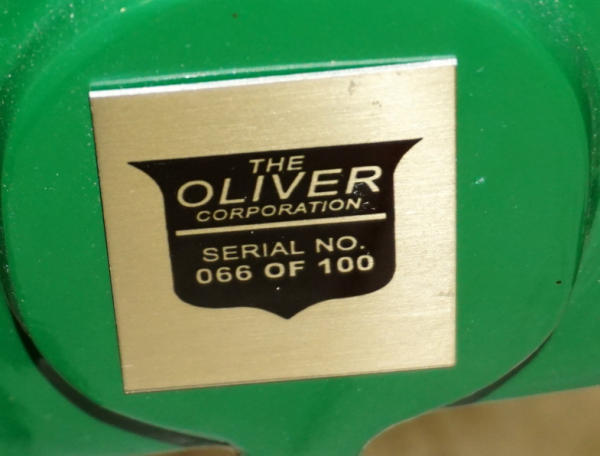 THE
OLIVER
CORPORATION
SERIAL NO.
066 OF 100